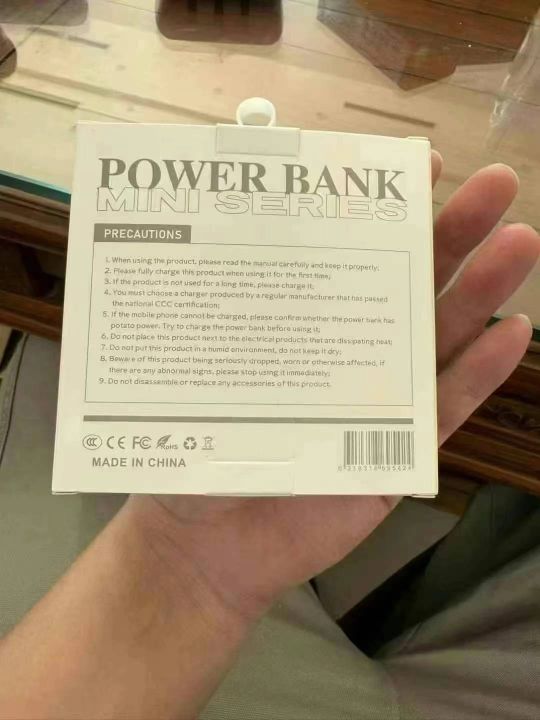 POWER BANK
MINI SERIES
PRECAUTIONS
1. When using the product, please read the manual carefully and keep it properly;
2. Please fully charge this product when using it for the first time;
3. If the product is not used for a long time, please charge it;
4. You must choose a charger produced by a regular manufacturer that has passed
the national CCC certification;
5. If the mobile phone cannot be charged, please confirm whether the power bank has
potato power. Try to charge the power bank before using it;
6. Do not place this product next to the electrical products that are dissipating heat;
7. Do not put this product in a humid environment, do not keep it dry;
8. Beware of this product being seriously dropped, worn or otherwise affected, if
there are any abnormal signs, please stop using it immediately;
9. Do not disassemble or replace any accessories of this product.
CCC CE FC RoHS
MADE IN CHINA